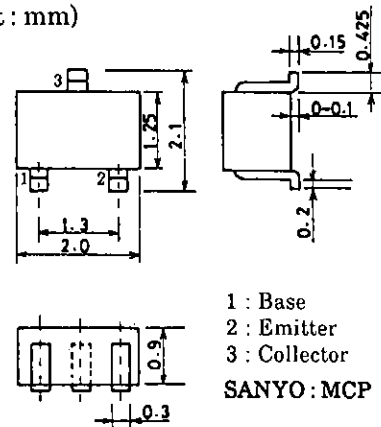 t : mm)
0.15
0.425
3
1.25
2.1
0-0.1
1
2
1.3
2.0
0.2
1 : Base
2 : Emitter
3 : Collector
SANYO : MCP
0.9
0.3